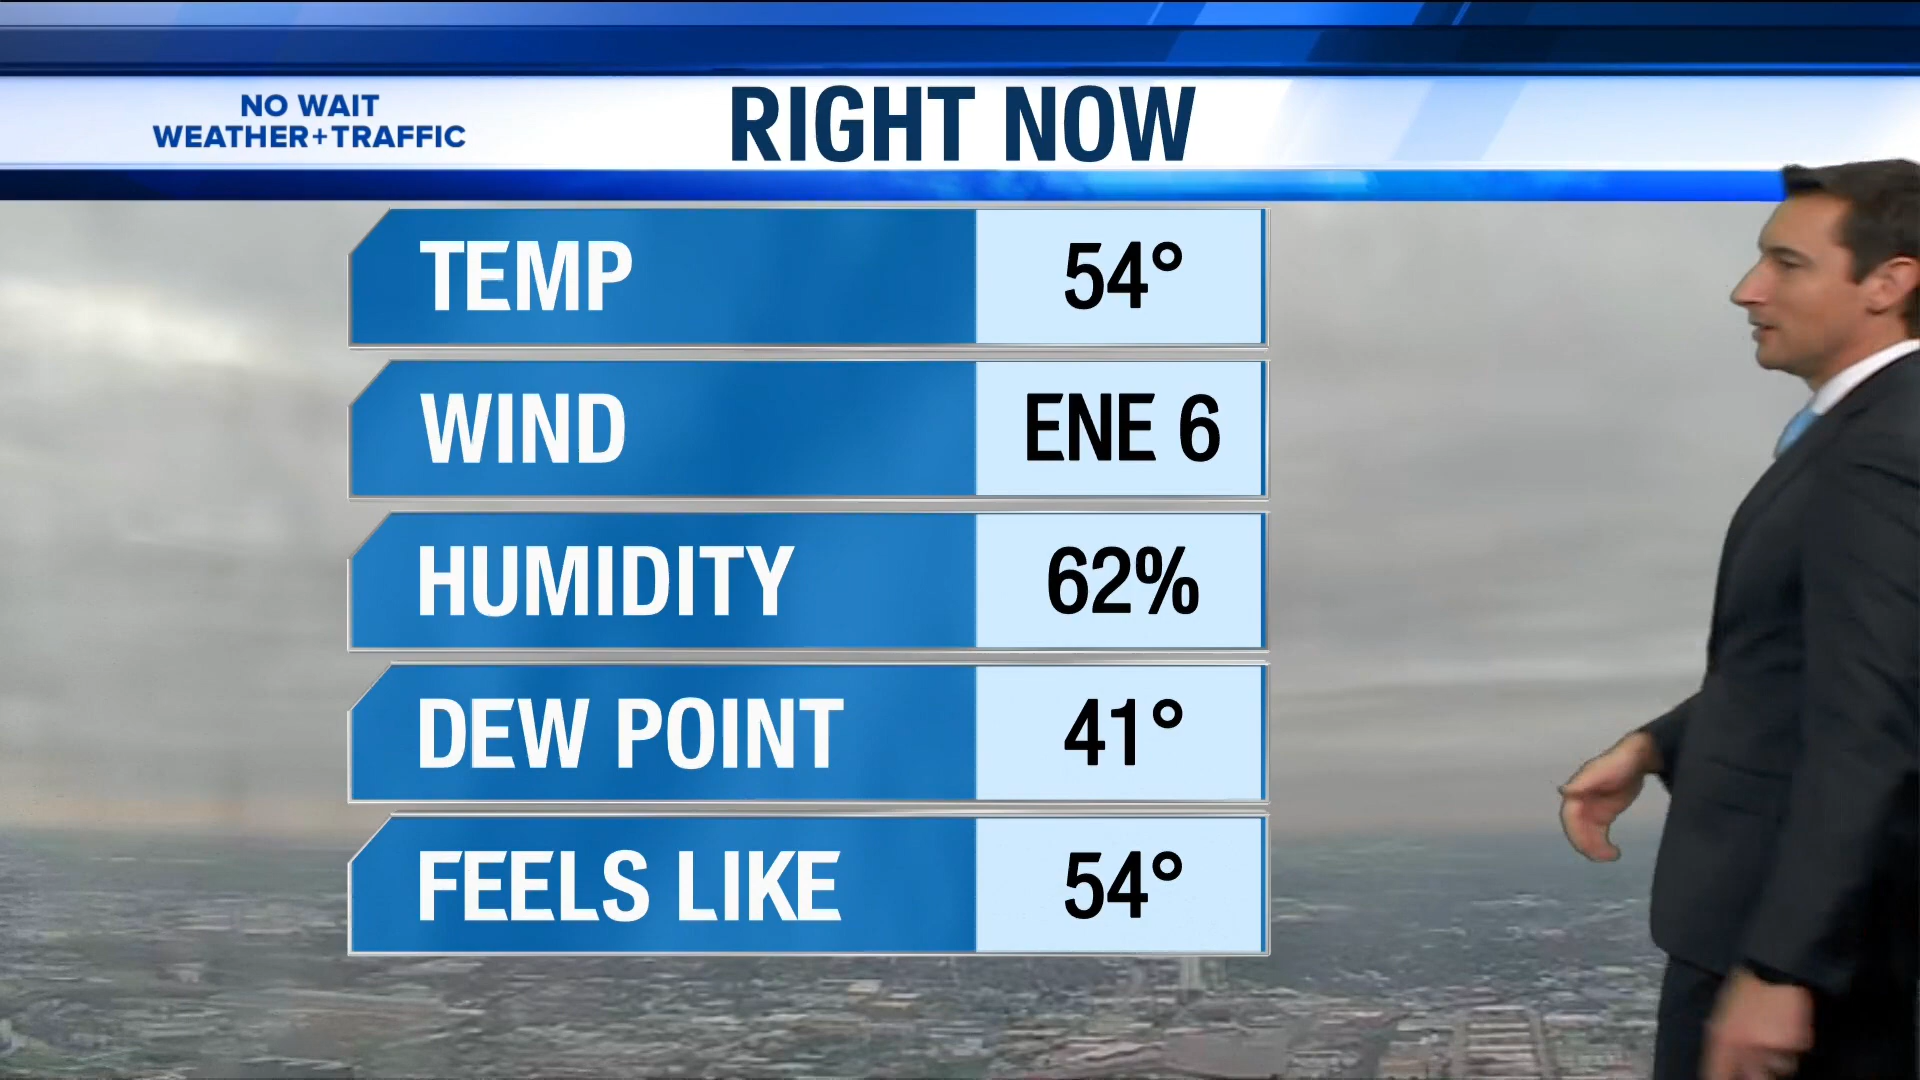 NO WAIT
WEATHER+TRAFFIC
RIGHT NOW
TEMP 54°
WIND ENE 6
HUMIDITY 62%
DEW POINT 41°
FEELS LIKE 54°